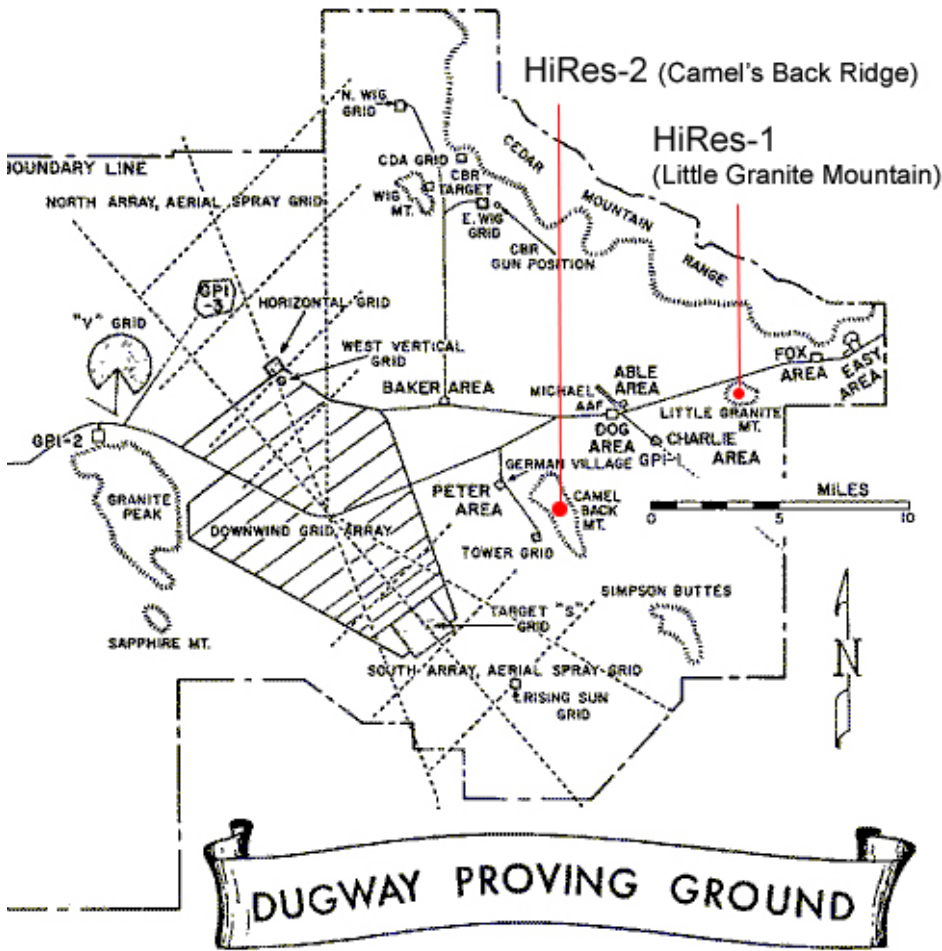 HiRes-2 (Camel's Back Ridge)
HiRes-1
(Little Granite Mountain)
N. WIG
GRID
CDA GRID
CBR
TARGET
WIG
MT.
E. WIG
GRID
CBR
GUN POSITION
CEDAR
MOUNTAIN
RANGE
BOUNDARY LINE
NORTH ARRAY, AERIAL SPRAY GRID
GPI
-3
HORIZONTAL GRID
"V" GRID
WEST VERTICAL
GRID
BAKER AREA
MICHAEL
AAF
ABLE
AREA
FOX
AREA
EASY
AREA
LITTLE GRANITE
MT.
DOG
AREA
CHARLIE
AREA
GPI-1
GPI-2
GERMAN VILLAGE
PETER
AREA
CAMEL
BACK
MT.
MILES
0 5 10
GRANITE
PEAK
DOWNWIND GRID ARRAY
TOWER GRID
SIMPSON BUTTES
TARGET "S"
GRID
SAPPHIRE MT.
SOUTH ARRAY, AERIAL SPRAY GRID
RISING SUN
GRID
N
DUGWAY PROVING GROUND